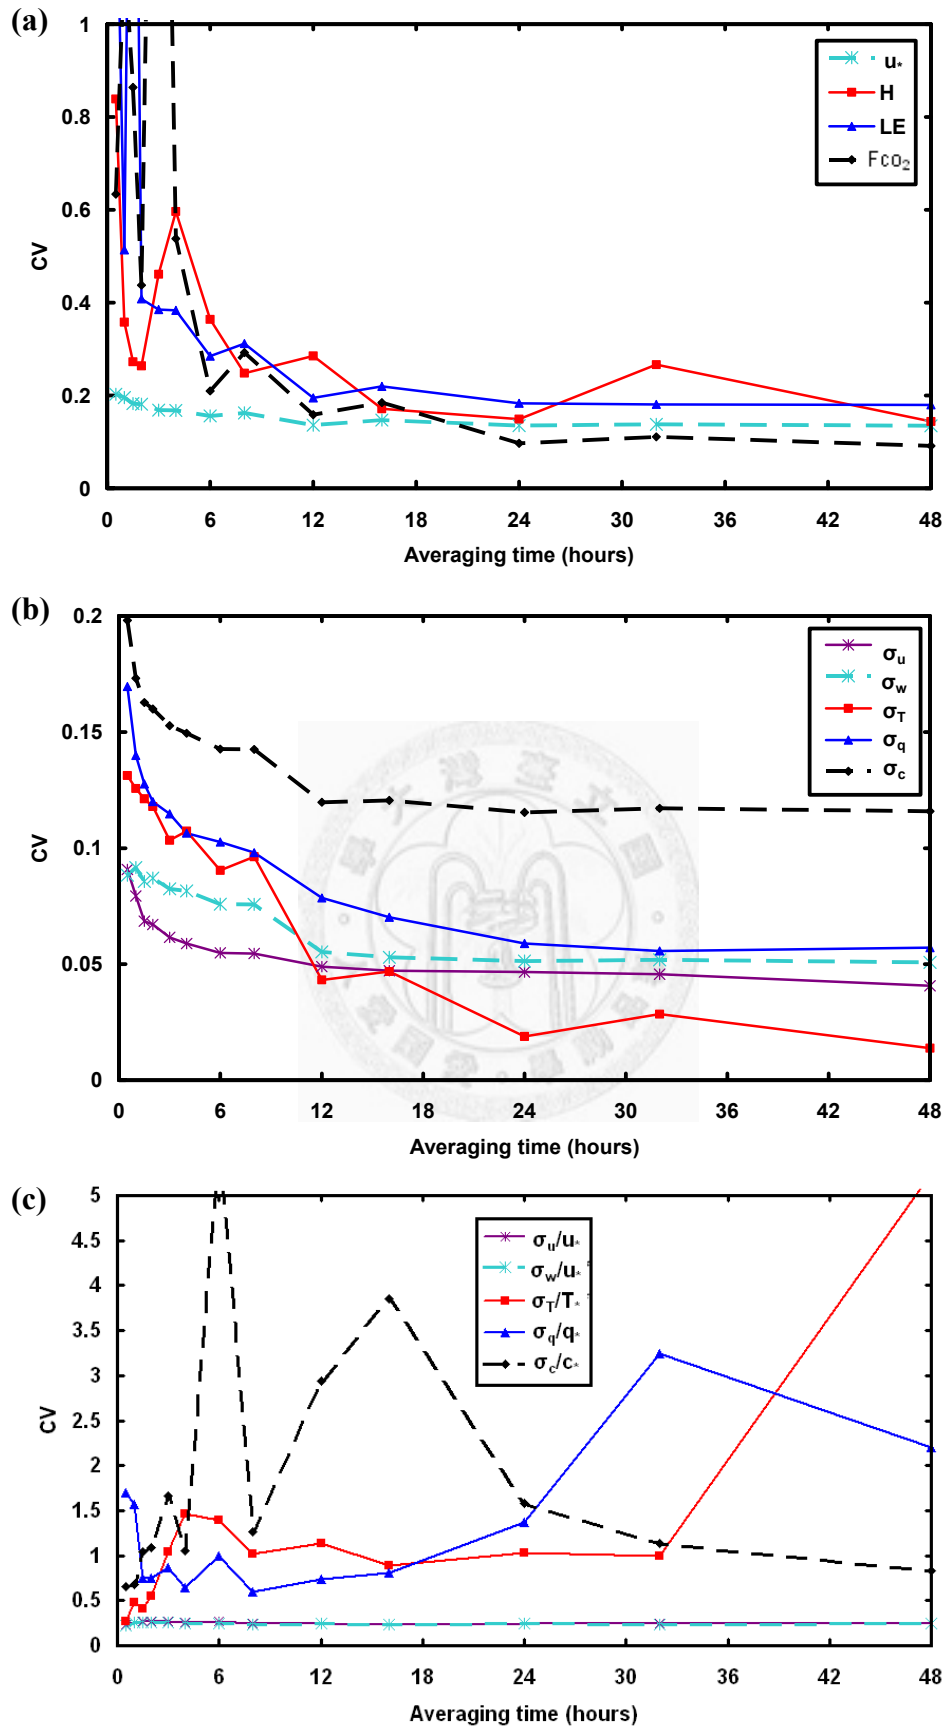 (a)
1
0.8
0.6
0.4
0.2
0
CV
u*
H
LE
Fco₂
0 6 12 18 24 30 36 42 48
Averaging time (hours)
(b)
0.2
0.15
0.1
0.05
0
CV
σu
σw
σT
σq
σc
0 6 12 18 24 30 36 42 48
Averaging time (hours)
(c)
5
4.5
4
3.5
3
2.5
2
1.5
1
0.5
0
CV
σu/u*
σw/u*
σT/T*
σq/q*
σc/c*
0 6 12 18 24 30 36 42 48
Averaging time (hours)